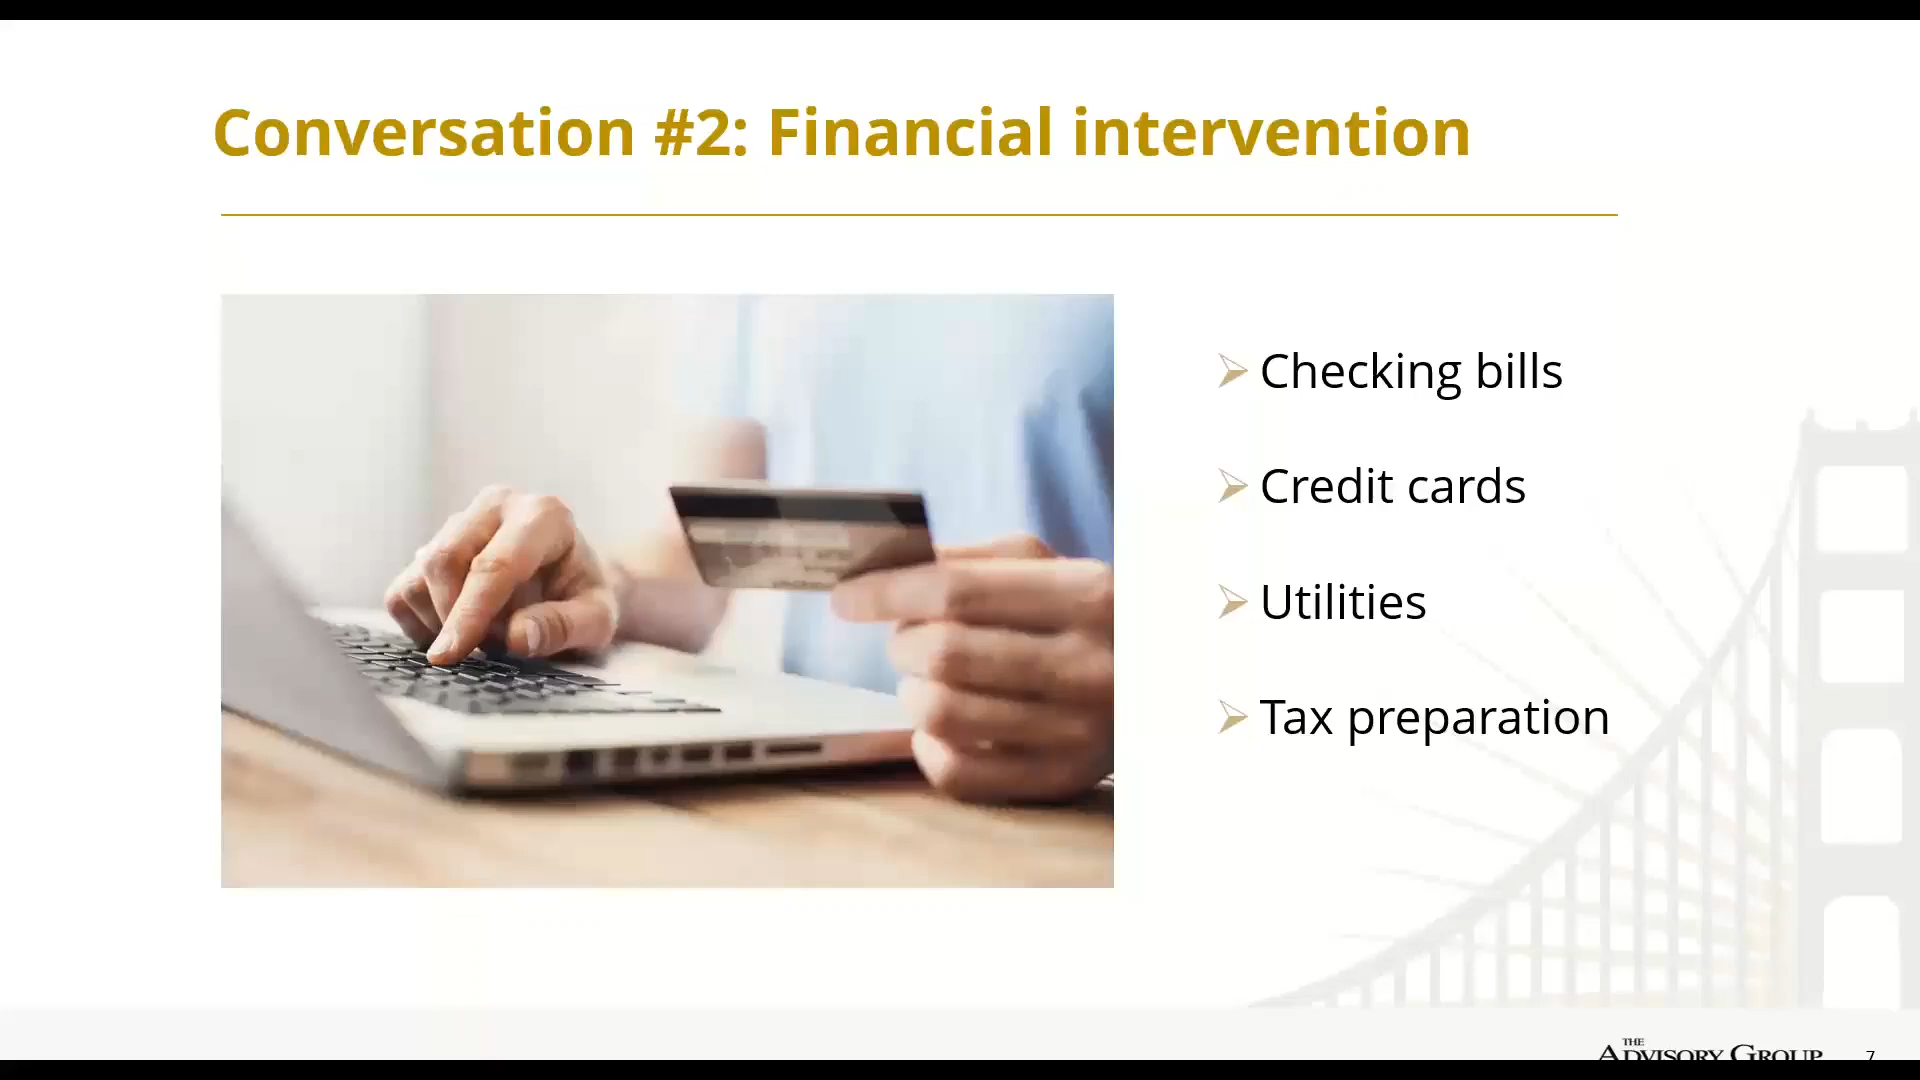 Conversation #2: Financial intervention
Checking bills
Credit cards
Utilities
Tax preparation
THE
ADVISORY GROUP
7